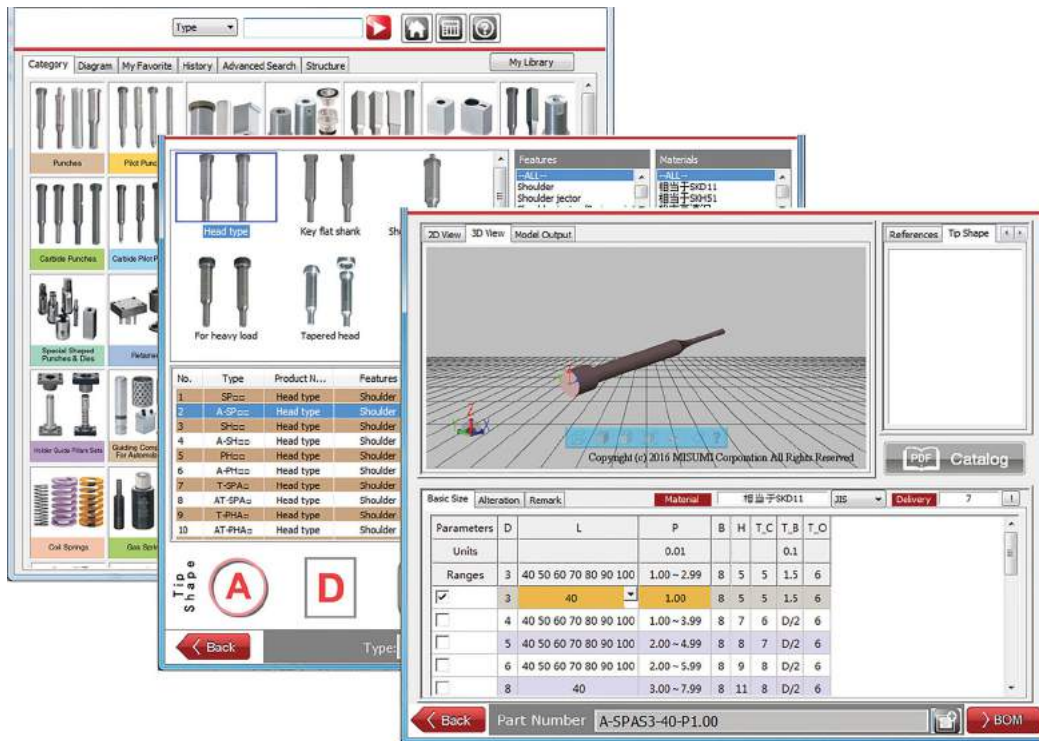 Type
Category Diagram My Favorite History Advanced Search Structure My Library
Punches
Carbide Punches Carbide Pilot
Special Shaped
Punches & Dies
Holder Guide Pillars Sets
For
Coil Springs Gas
Features Materials
--ALL-- --ALL--
Shoulder 相当于SKD11
Shoulder jector 相当于SKH51
Head type Key flat shank
For heavy load Tapered head
No. Type Product N... Features
1 SP□□ Head type Shoulder
2 A-SP□□ Head type Shoulder
3 SH□□ Head type Shoulder
4 A-SH□□ Head type Shoulder
5 PH□□ Head type Shoulder
6 A-PH□□ Head type Shoulder
7 T-SPA□ Head type Shoulder
8 AT-SPA□ Head type Shoulder
9 T-PHA□ Head type Shoulder
10 AT-PHA□ Head type Shoulder
Tip Shape
A D
Back Type:
2D View 3D View Model Output
References Tip Shape
Z
?
Copyright (c) 2016 MISUMI Corporation All Rights Reserved
PDF Catalog
Basic Size Alteration Remark Material 相当于SKD11 JIS Delivery 7 !
Parameters D L P B H T_C T_B T_O
Units 0.01 0.1
Ranges 3 40 50 60 70 80 90 100 1.00 ~ 2.99 8 5 5 1.5 6
3 40 1.00 8 5 5 1.5 6
4 40 50 60 70 80 90 100 1.00 ~ 3.99 8 7 6 D/2 6
5 40 50 60 70 80 90 100 2.00 ~ 4.99 8 8 7 D/2 6
6 40 50 60 70 80 90 100 2.00 ~ 5.99 8 9 8 D/2 6
8 40 3.00 ~ 7.99 8 11 8 D/2 6
Back Part Number A-SPAS3-40-P1.00 BOM